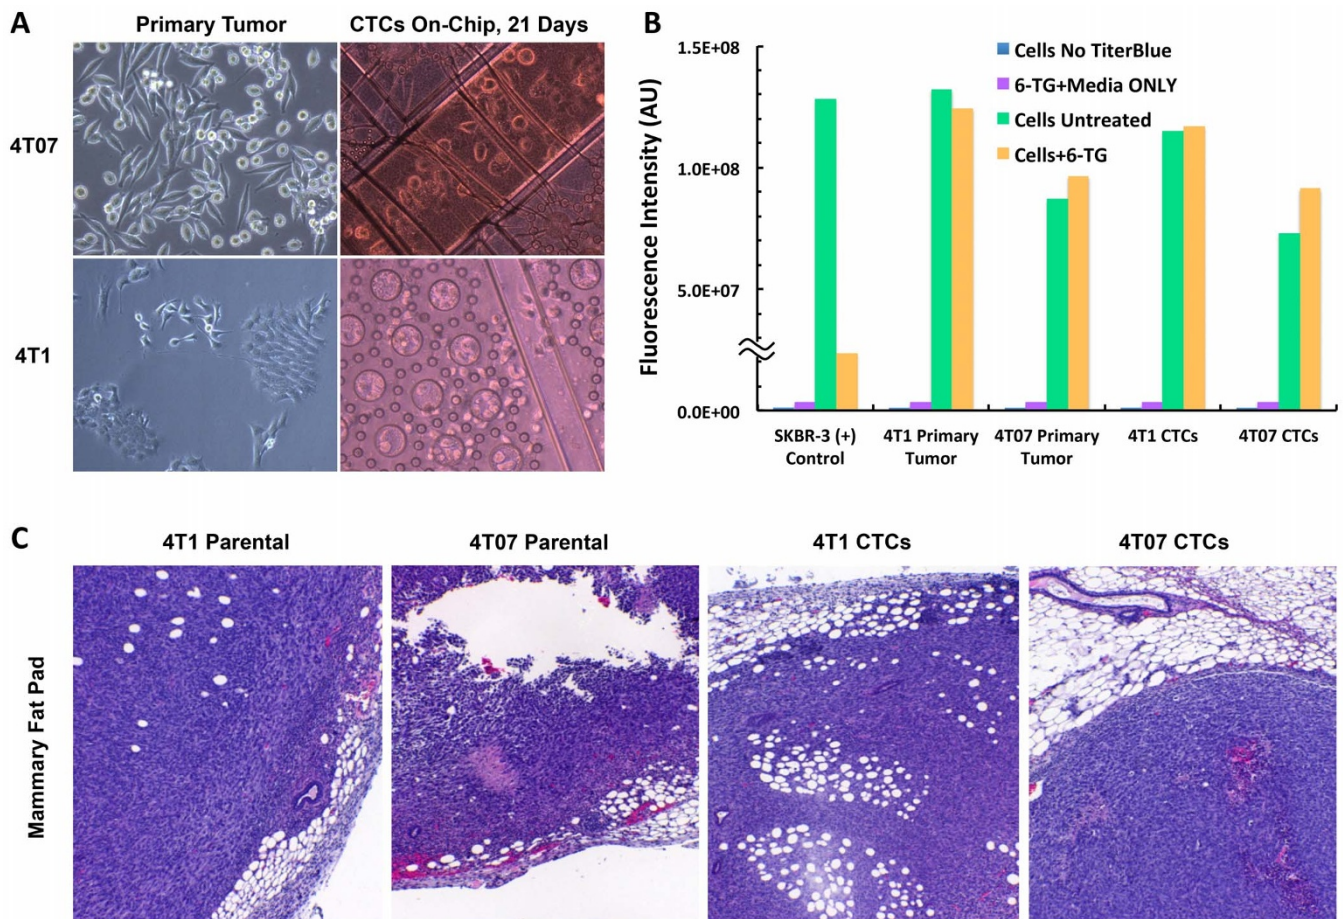 A
Primary Tumor
CTCs On-Chip, 21 Days
4T07
4T1
B
Fluorescence Intensity (AU)
1.5E+08
1.0E+08
5.0E+07
0.0E+00
Cells No TiterBlue
6-TG+Media ONLY
Cells Untreated
Cells+6-TG
SKBR-3 (+)
Control
4T1 Primary
Tumor
4T07 Primary
Tumor
4T1 CTCs
4T07 CTCs
C
4T1 Parental
4T07 Parental
4T1 CTCs
4T07 CTCs
Mammary Fat Pad